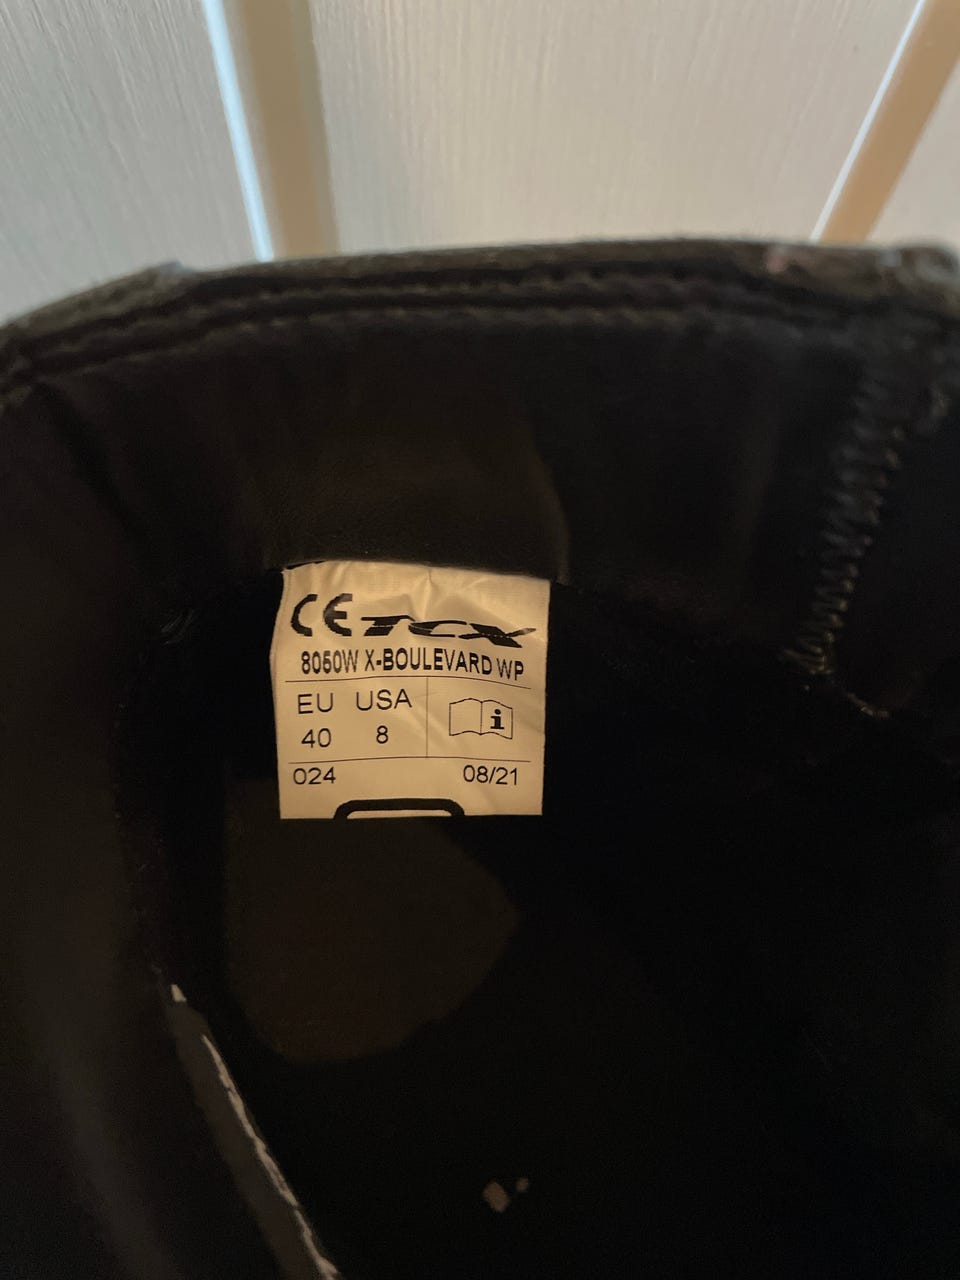 CE TCX
8050W X-BOULEVARD WP
EU USA
40 8
i
024 08/21